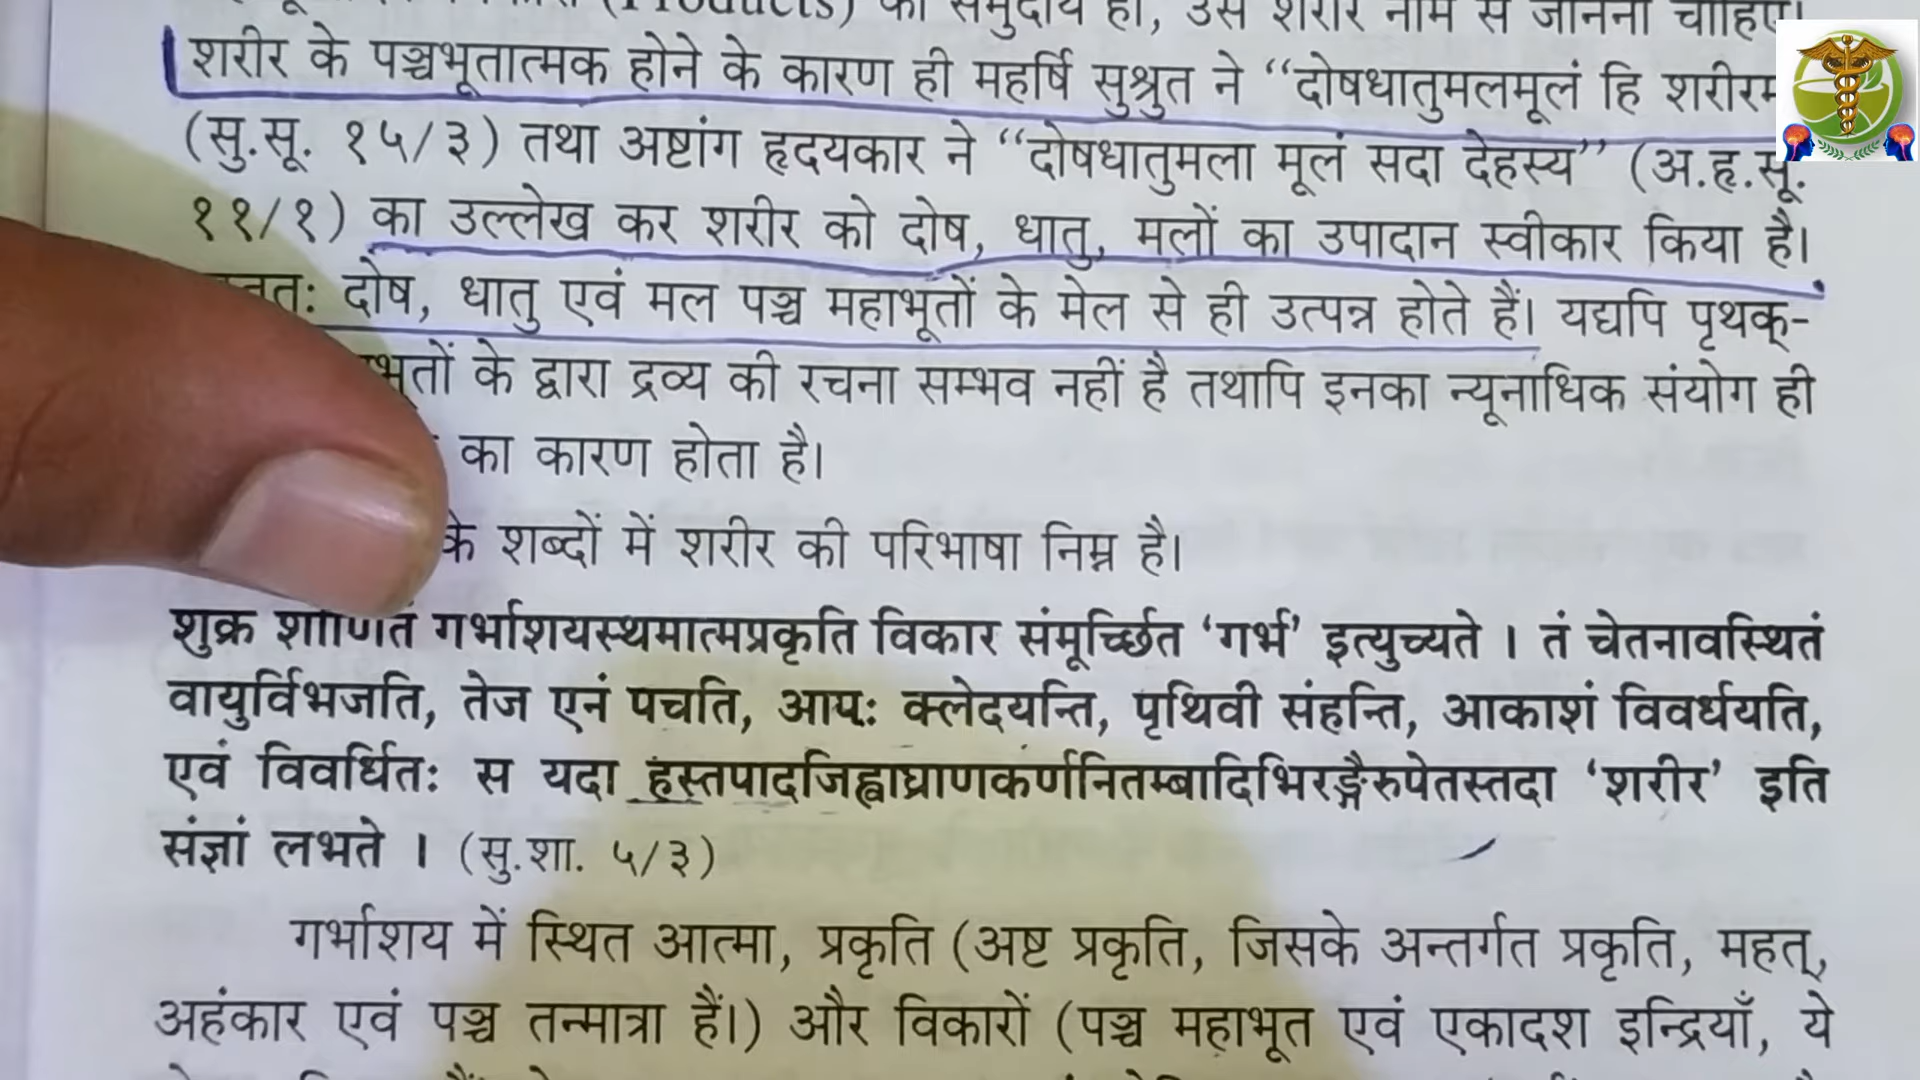 (Products) का समुदाय हो, उसे शरीर नाम से जानना चाहिए।
शरीर के पञ्चभूतात्मक होने के कारण ही महर्षि सुश्रुत ने ‘‘दोषधातुमलमूलं हि
(सु.सू. १५/३) तथा अष्टांग हृदयकार ने ‘‘दोषधातुमला मूलं सदा देहस्य’’ (अ.हृ.सू.
११/१) का उल्लेख कर शरीर को दोष, धातु, मलों का उपादान स्वीकार किया है।
दोष, धातु एवं मल पञ्च महाभूतों के मेल से ही उत्पन्न होते हैं। यद्यपि पृथक्-
के द्वारा द्रव्य की रचना सम्भव नहीं है तथापि इनका न्यूनाधिक संयोग ही
का कारण होता है।
के शब्दों में शरीर की परिभाषा निम्न है।
शुक्र शोणितं गर्भाशयस्थमात्मप्रकृति विकार संमूर्च्छित ‘गर्भ’ इत्युच्यते । तं चेतनावस्थितं
वायुर्विभजति, तेज एनं पचति, आपः क्लेदयन्ति, पृथिवी संहन्ति, आकाशं विवर्धयति,
एवं विवर्धितः स यदा हस्तपादजिह्वाघ्राणकर्णनितम्बादिभिरङ्गैरुपेतस्तदा ‘शरीर’ इति
संज्ञां लभते । (सु.शा. ५/३)
गर्भाशय में स्थित आत्मा, प्रकृति (अष्ट प्रकृति, जिसके अन्तर्गत प्रकृति, महत्,
अहंकार एवं पञ्च तन्मात्रा हैं।) और विकारों (पञ्च महाभूत एवं एकादश इन्द्रियाँ, ये